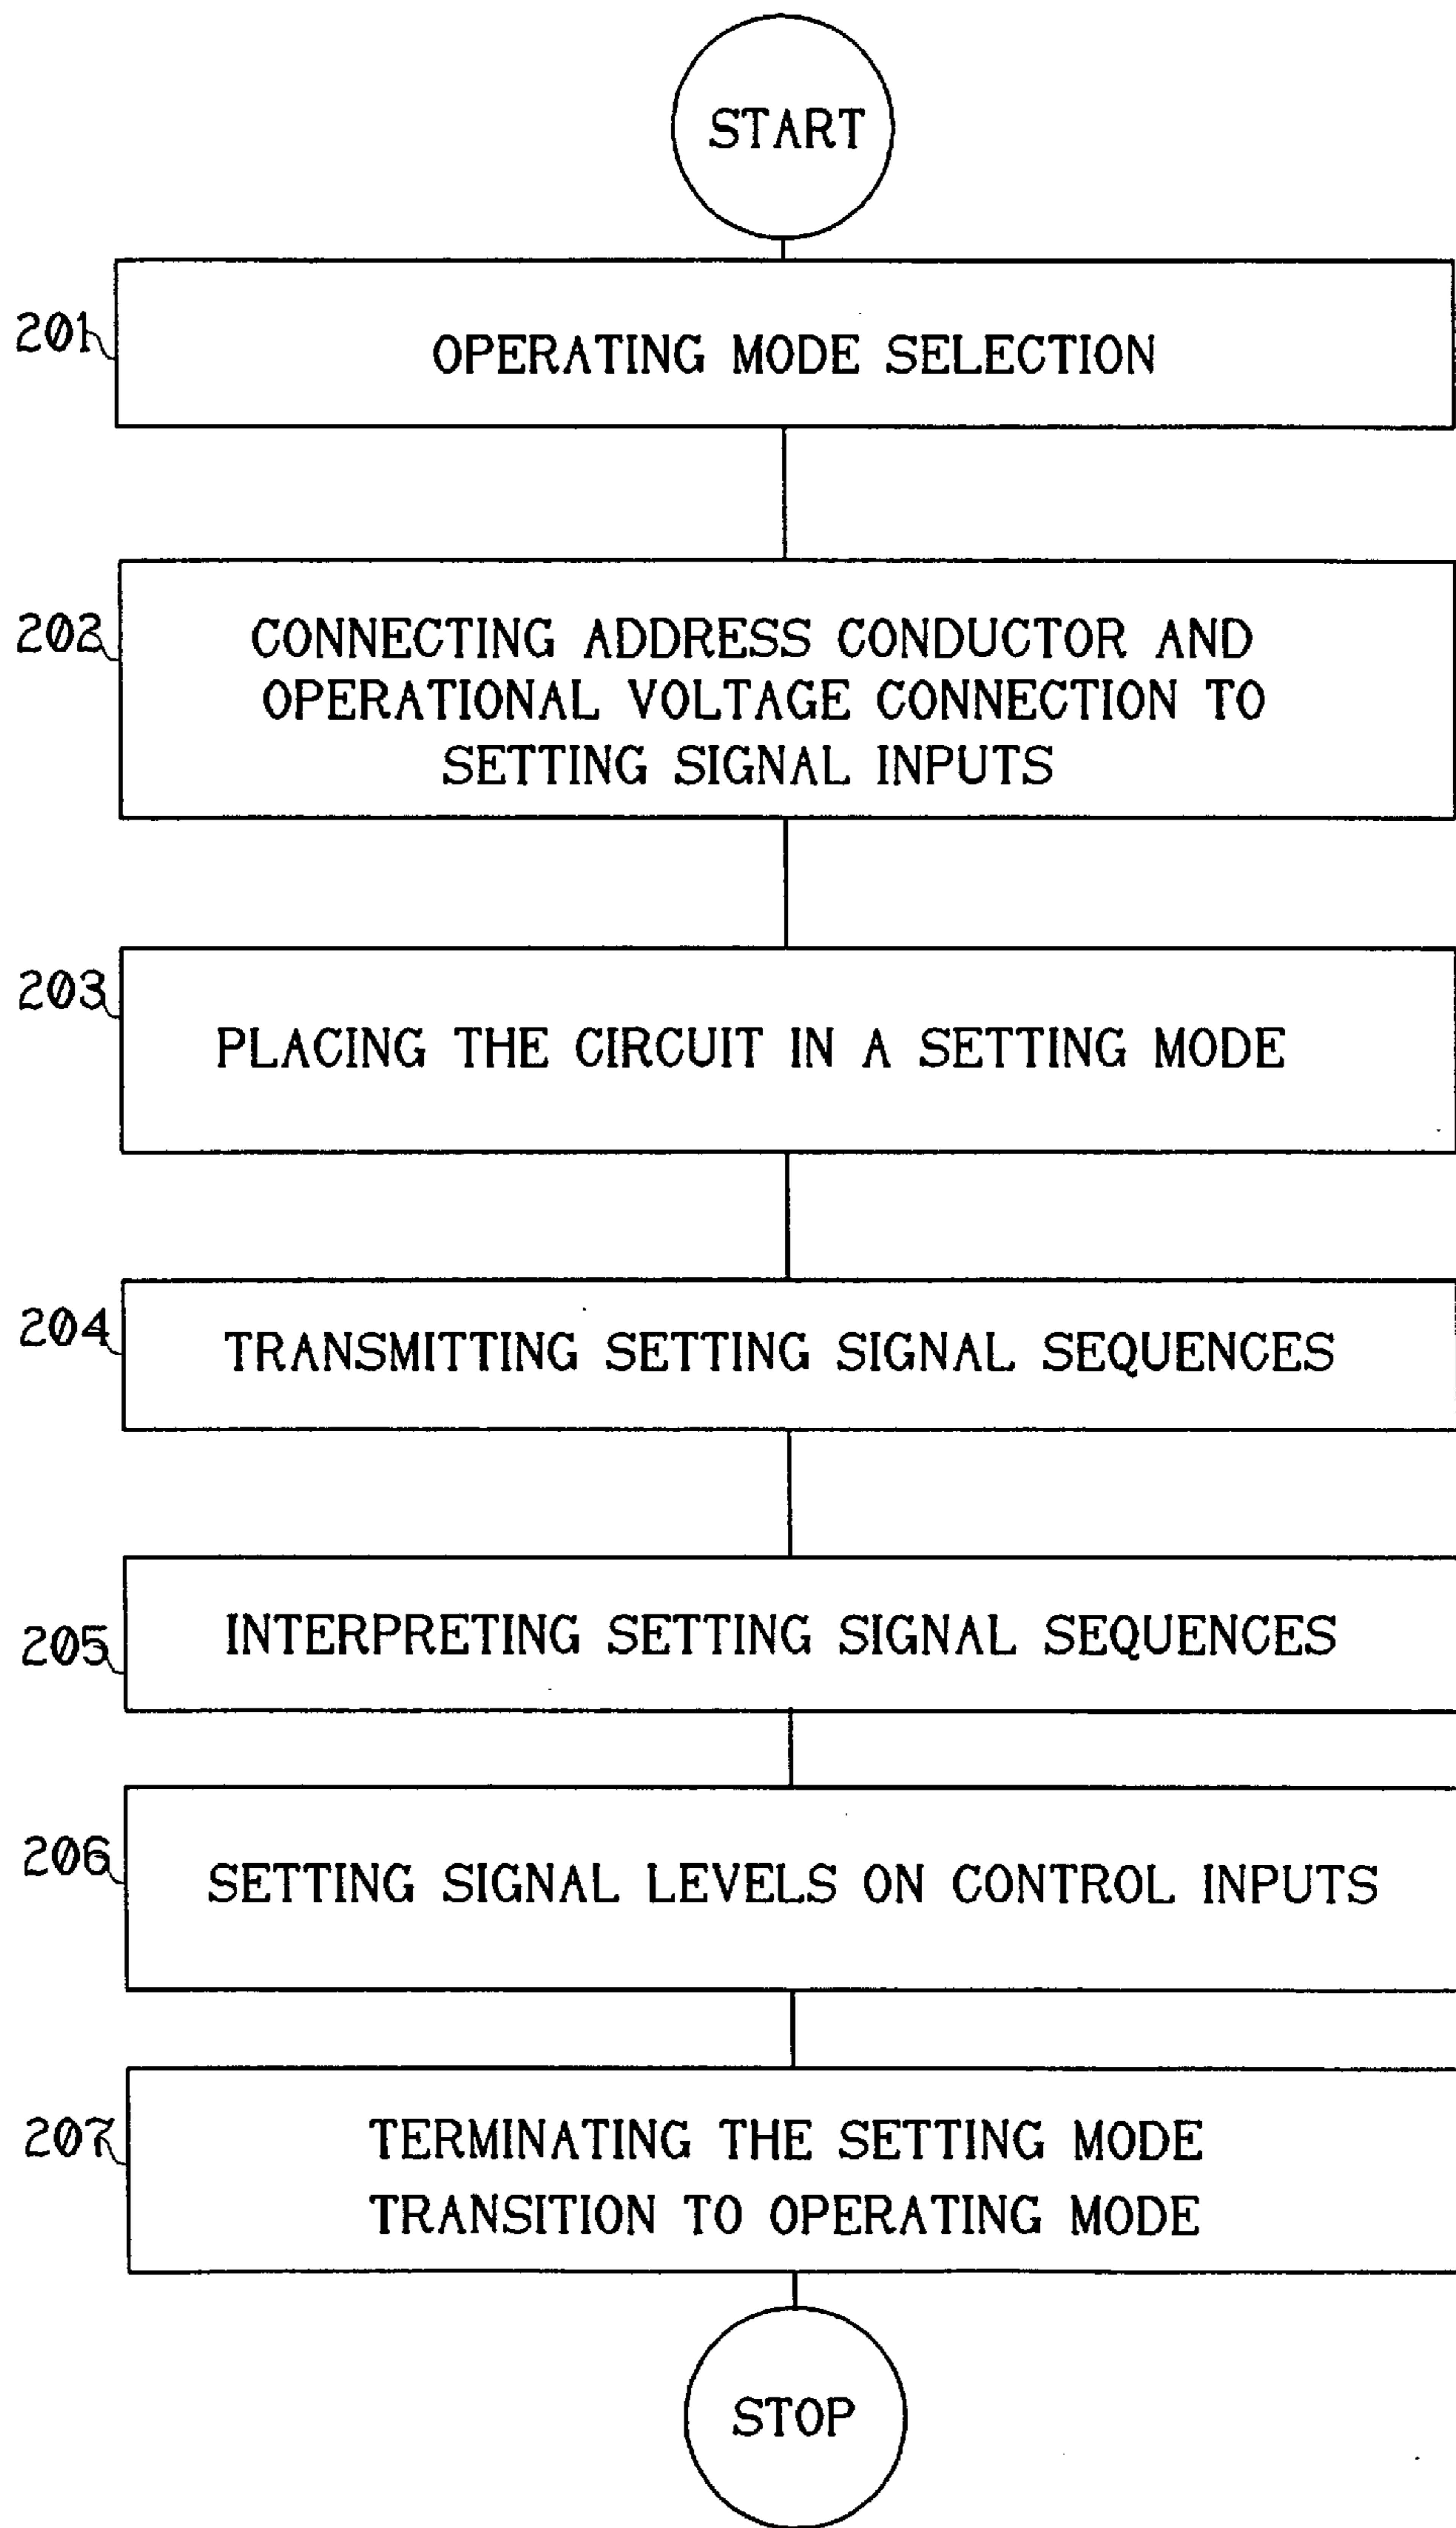 START
201
OPERATING MODE SELECTION
202
CONNECTING ADDRESS CONDUCTOR AND
OPERATIONAL VOLTAGE CONNECTION TO
SETTING SIGNAL INPUTS
203
PLACING THE CIRCUIT IN A SETTING MODE
204
TRANSMITTING SETTING SIGNAL SEQUENCES
205
INTERPRETING SETTING SIGNAL SEQUENCES
206
SETTING SIGNAL LEVELS ON CONTROL INPUTS
207
TERMINATING THE SETTING MODE
TRANSITION TO OPERATING MODE
STOP